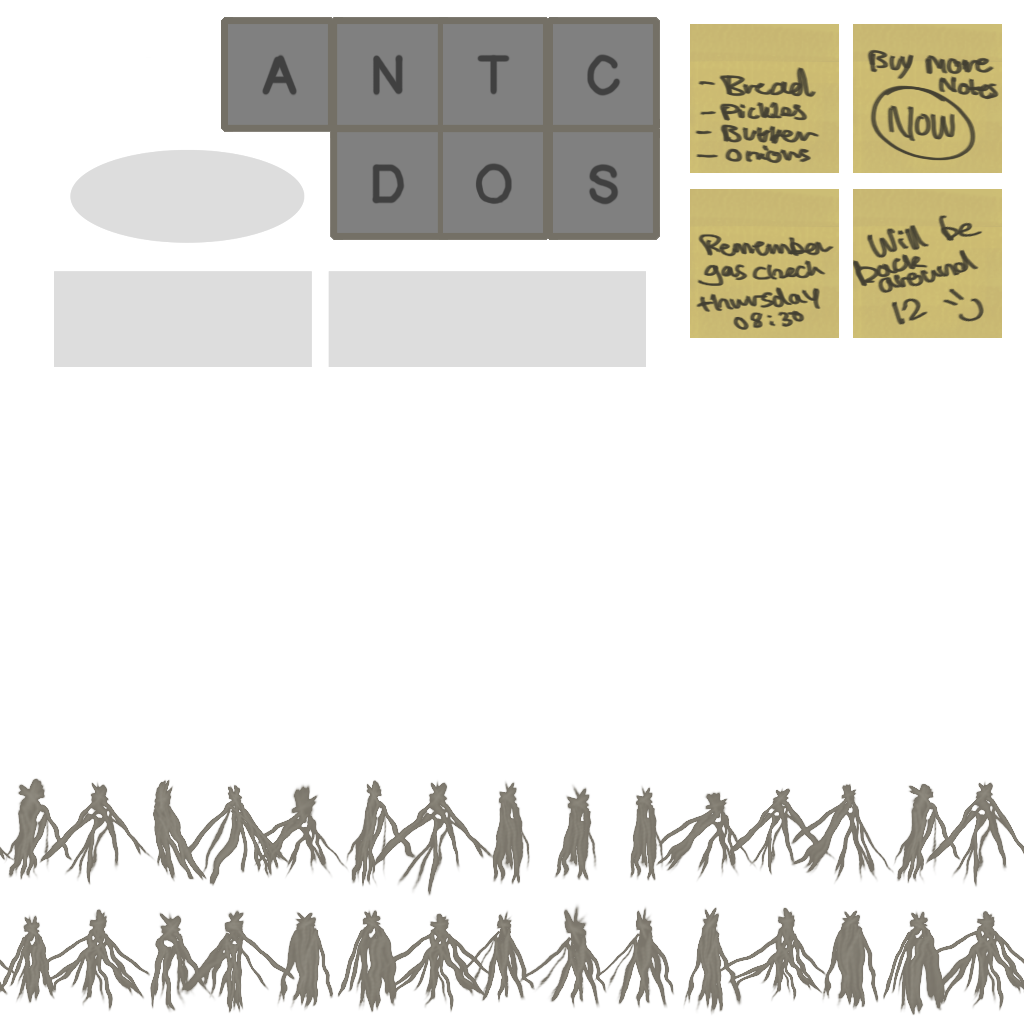 A N T C
D O S
- Bread
- Pickles
- Butter
- onions
Buy More
Notes
Now
Remember
gas check
thursday
08:30
Will be
back
around
12